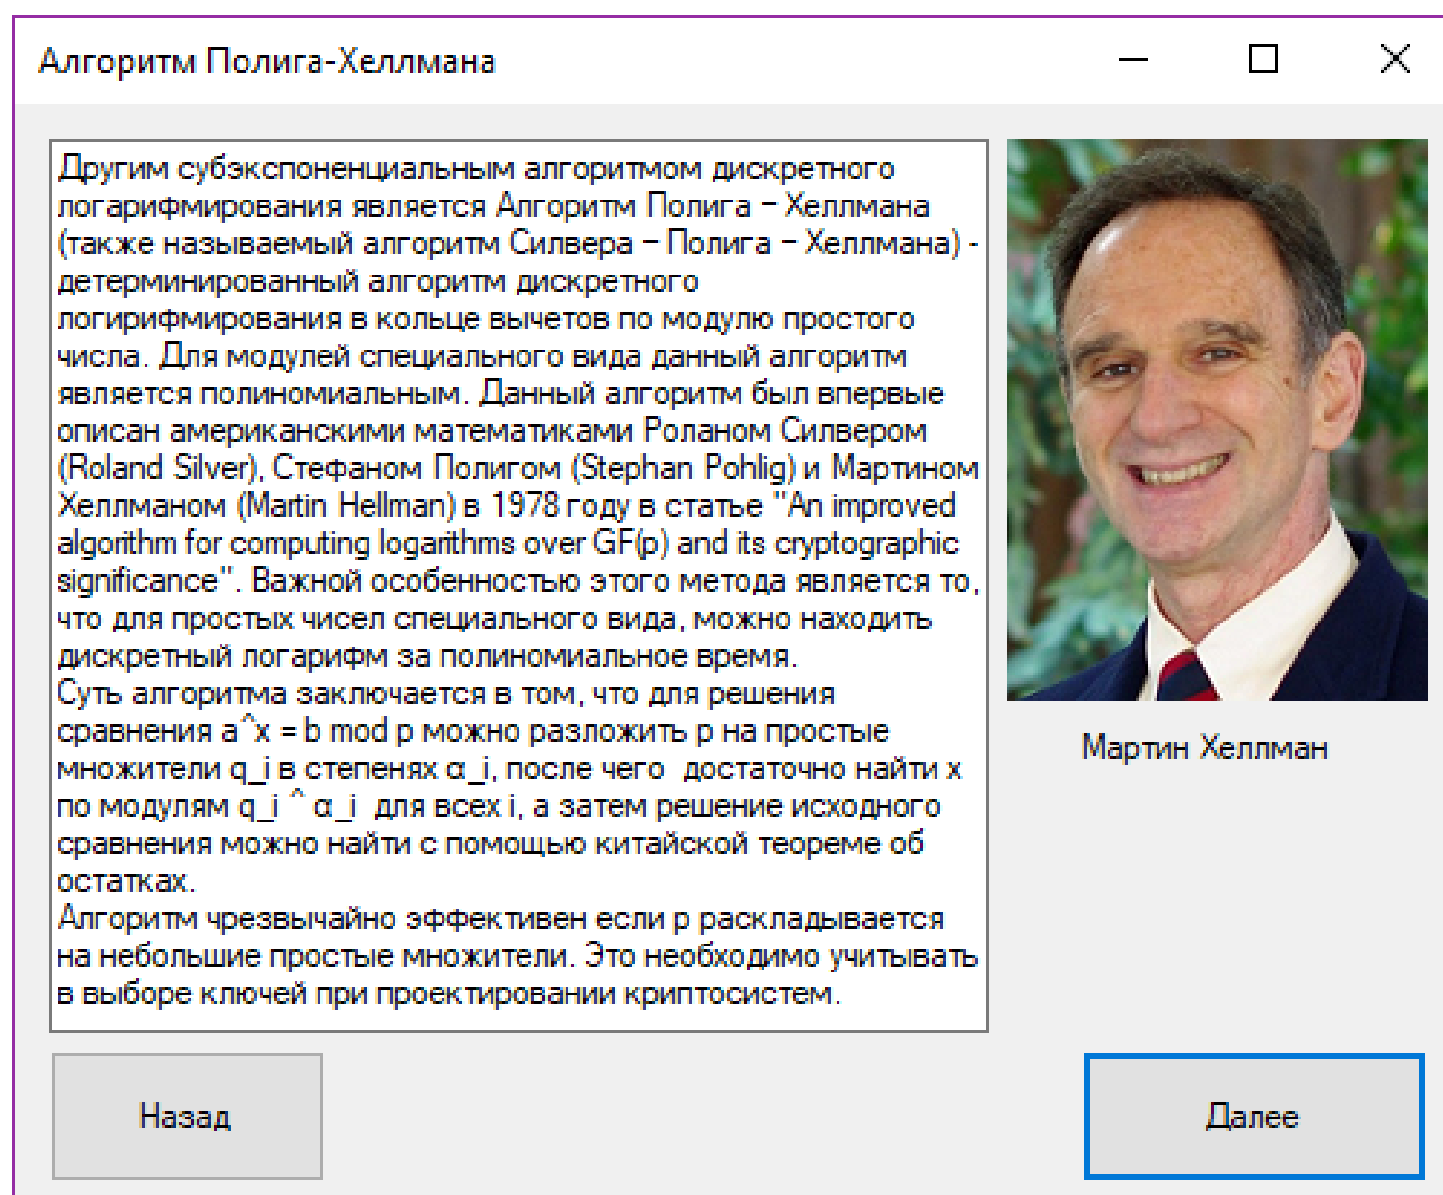 Алгоритм Полига-Хеллмана
Другим субэкспоненциальным алгоритмом дискретного
логарифмирования является Алгоритм Полига – Хеллмана
(также называемый алгоритм Силвера – Полига – Хеллмана) -
детерминированный алгоритм дискретного
логирифмирования в кольце вычетов по модулю простого
числа. Для модулей специального вида данный алгоритм
является полиномиальным. Данный алгоритм был впервые
описан американскими математиками Роланом Силвером
(Roland Silver), Стефаном Полигом (Stephan Pohlig) и Мартином
Хеллманом (Martin Hellman) в 1978 году в статье "An improved
algorithm for computing logarithms over GF(p) and its cryptographic
significance". Важной особенностью этого метода является то,
что для простых чисел специального вида, можно находить
дискретный логарифм за полиномиальное время.
Суть алгоритма заключается в том, что для решения
сравнения a^x = b mod p можно разложить p на простые
множители q_i в степенях α_i, после чего  достаточно найти x
по модулям q_i ^ α_i  для всех i, а затем решение исходного
сравнения можно найти с помощью китайской теореме об
остатках.
Алгоритм чрезвычайно эффективен если p раскладывается
на небольшие простые множители. Это необходимо учитывать
в выборе ключей при проектировании криптосистем.
Мартин Хеллман
Назад
Далее